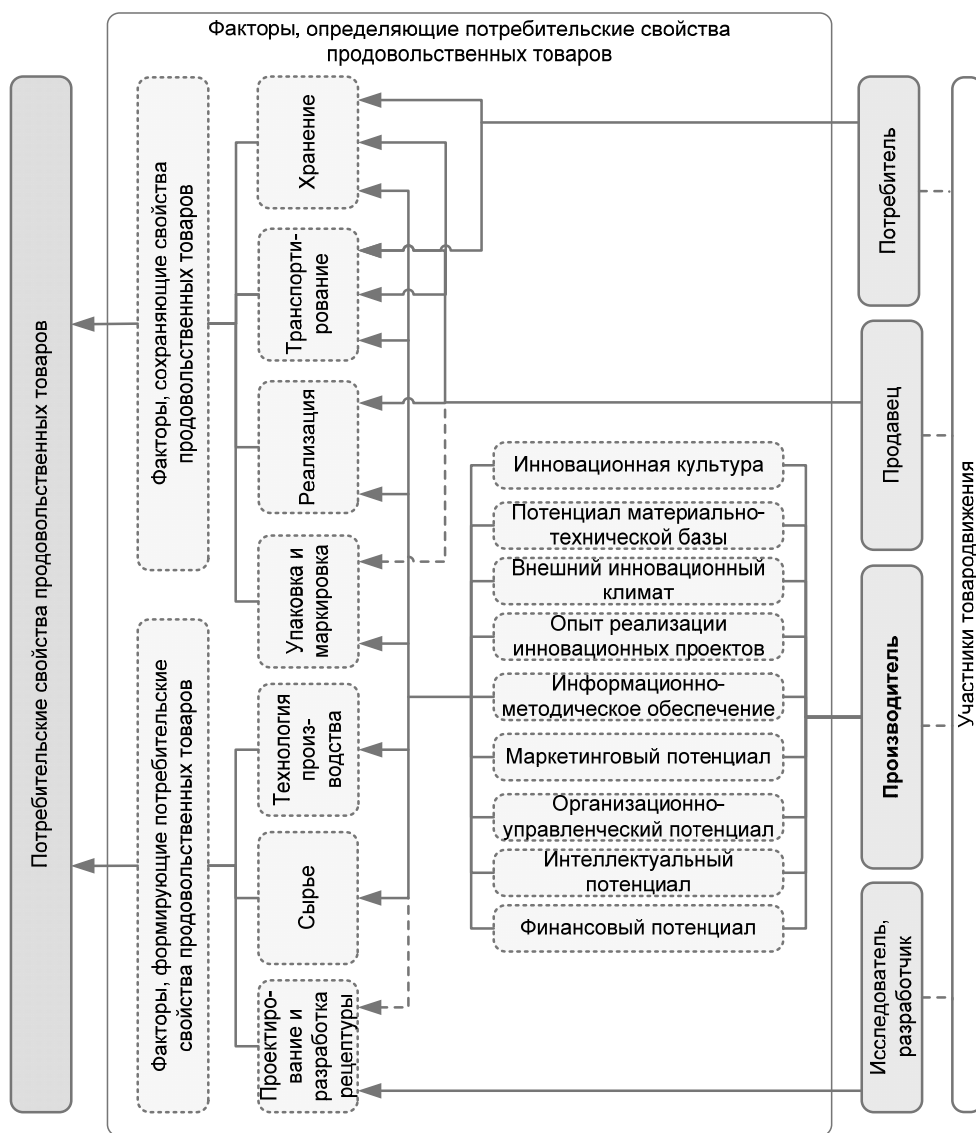 Факторы, определяющие потребительские свойства
продовольственных товаров
Потребительские свойства продовольственных товаров
Факторы, сохраняющие свойства
продовольственных товаров
Факторы, формирующие потребительские
свойства продовольственных товаров
Хранение
Транспорти-
рование
Реализация
Упаковка и
маркировка
Технология
произ-
водства
Сырье
Проектиро-
вание и
разработка
рецептуры
Инновационная культура
Потенциал материально-
технической базы
Внешний инновационный
климат
Опыт реализации
инновационных проектов
Информационно-
методическое обеспечение
Маркетинговый потенциал
Организационно-
управленческий потенциал
Интеллектуальный
потенциал
Финансовый потенциал
Потребитель
Продавец
Производитель
Исследователь,
разработчик
Участники товародвижения